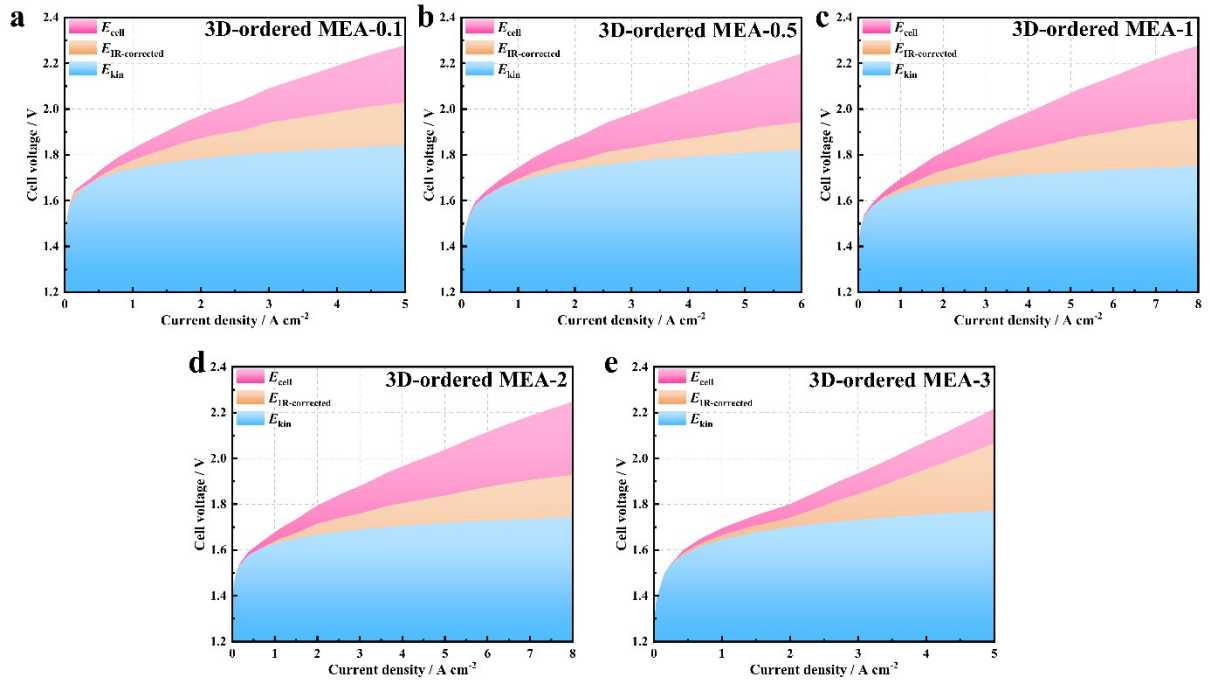 a
3D-ordered MEA-0.1
E_cell
E_IR-corrected
E_kin
2.4
2.2
2.0
1.8
1.6
1.4
1.2
Cell voltage / V
0 1 2 3 4 5
Current density / A cm⁻²
b
3D-ordered MEA-0.5
E_cell
E_IR-corrected
E_kin
2.4
2.2
2.0
1.8
1.6
1.4
1.2
Cell voltage / V
0 1 2 3 4 5 6
Current density / A cm⁻²
c
3D-ordered MEA-1
E_cell
E_IR-corrected
E_kin
2.4
2.2
2.0
1.8
1.6
1.4
1.2
Cell voltage / V
0 1 2 3 4 5 6 7 8
Current density / A cm⁻²
d
3D-ordered MEA-2
E_cell
E_IR-corrected
E_kin
2.4
2.2
2.0
1.8
1.6
1.4
1.2
Cell voltage / V
0 1 2 3 4 5 6 7 8
Current density / A cm⁻²
e
3D-ordered MEA-3
E_cell
E_IR-corrected
E_kin
2.4
2.2
2.0
1.8
1.6
1.4
1.2
Cell voltage / V
0 1 2 3 4 5
Current density / A cm⁻²